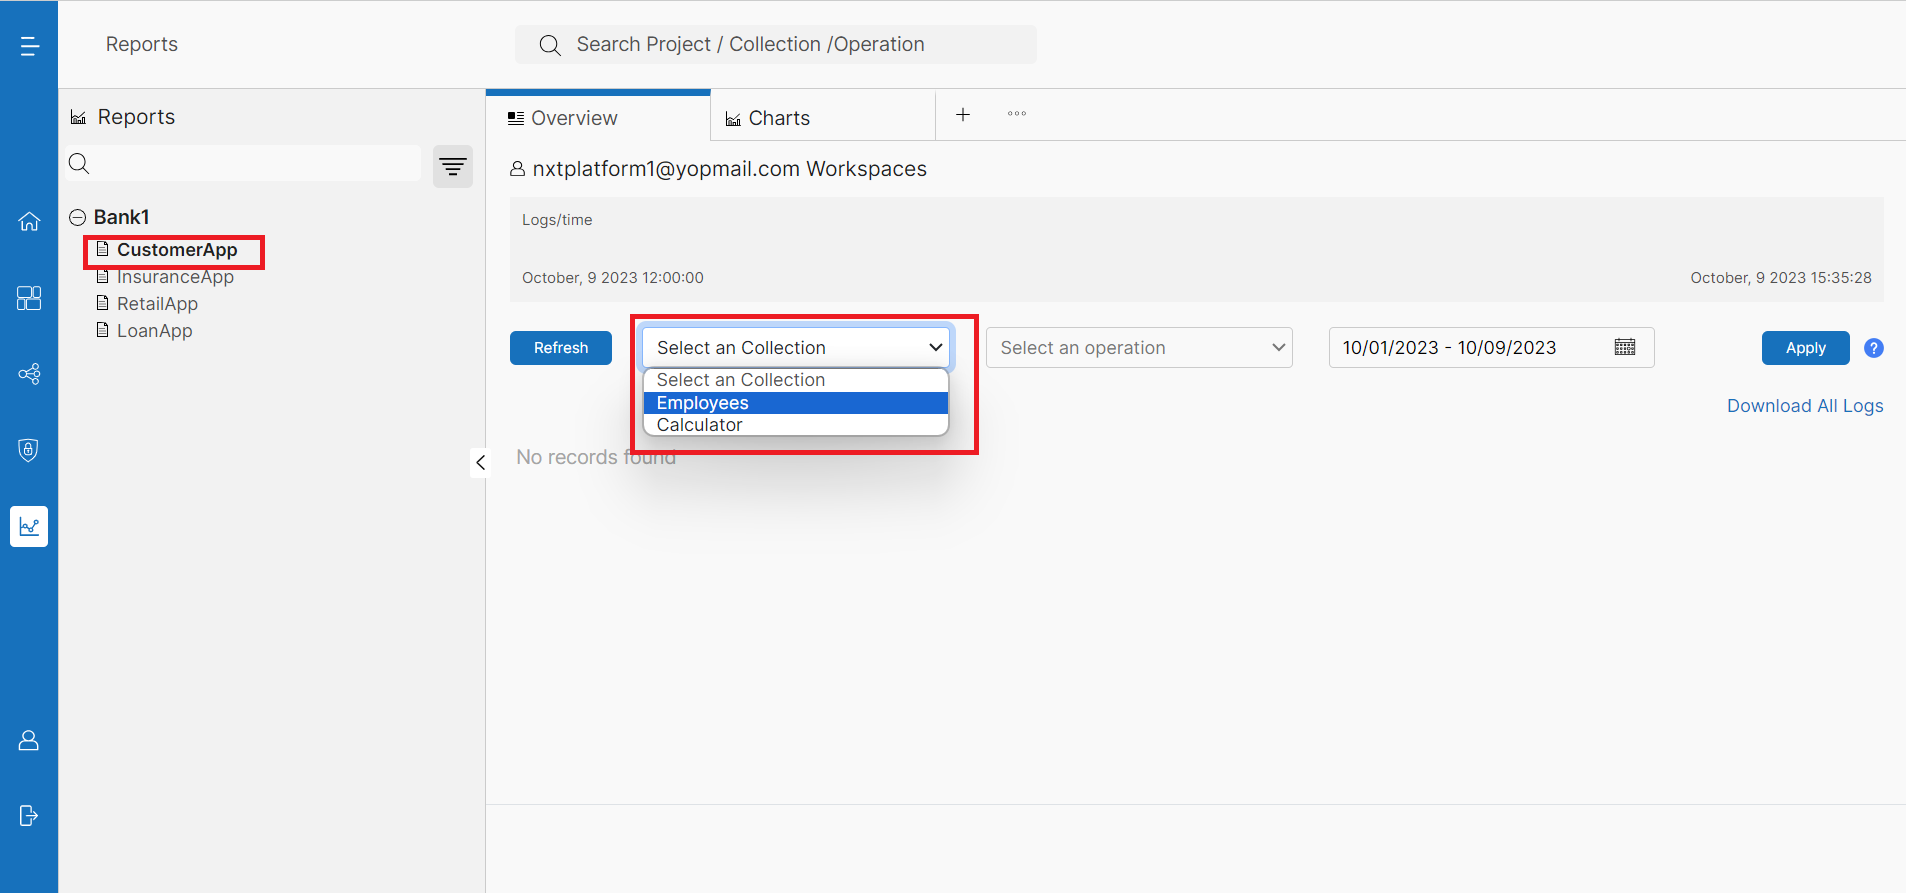 Reports
Search Project / Collection /Operation
Reports
Bank1
CustomerApp
InsuranceApp
RetailApp
LoanApp
Overview
Charts
nxtplatform1@yopmail.com Workspaces
Logs/time
October, 9 2023 12:00:00
October, 9 2023 15:35:28
Refresh
Select an Collection
Select an operation
10/01/2023 - 10/09/2023
Apply
?
Select an Collection
Employees
Calculator
Download All Logs
No records found